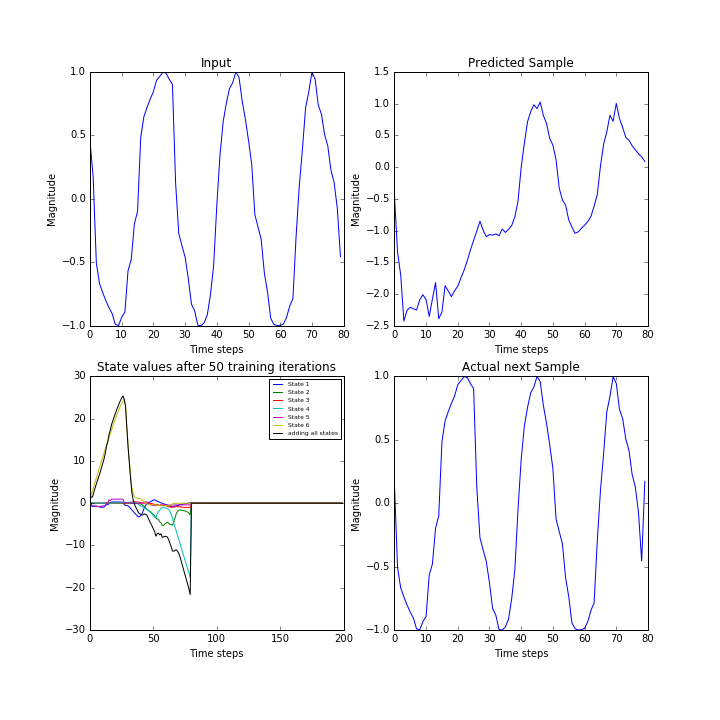 Input
Magnitude
1.0
0.5
0.0
−0.5
−1.0
0 10 20 30 40 50 60 70 80
Time steps
Predicted Sample
Magnitude
1.5
1.0
0.5
0.0
−0.5
−1.0
−1.5
−2.0
−2.5
0 10 20 30 40 50 60 70 80
Time steps
State values after 50 training iterations
Magnitude
30
20
10
0
−10
−20
−30
0 50 100 150 200
Time steps
State 1
State 2
State 3
State 4
State 5
State 6
adding all states
Actual next Sample
Magnitude
1.0
0.5
0.0
−0.5
−1.0
0 10 20 30 40 50 60 70 80
Time steps